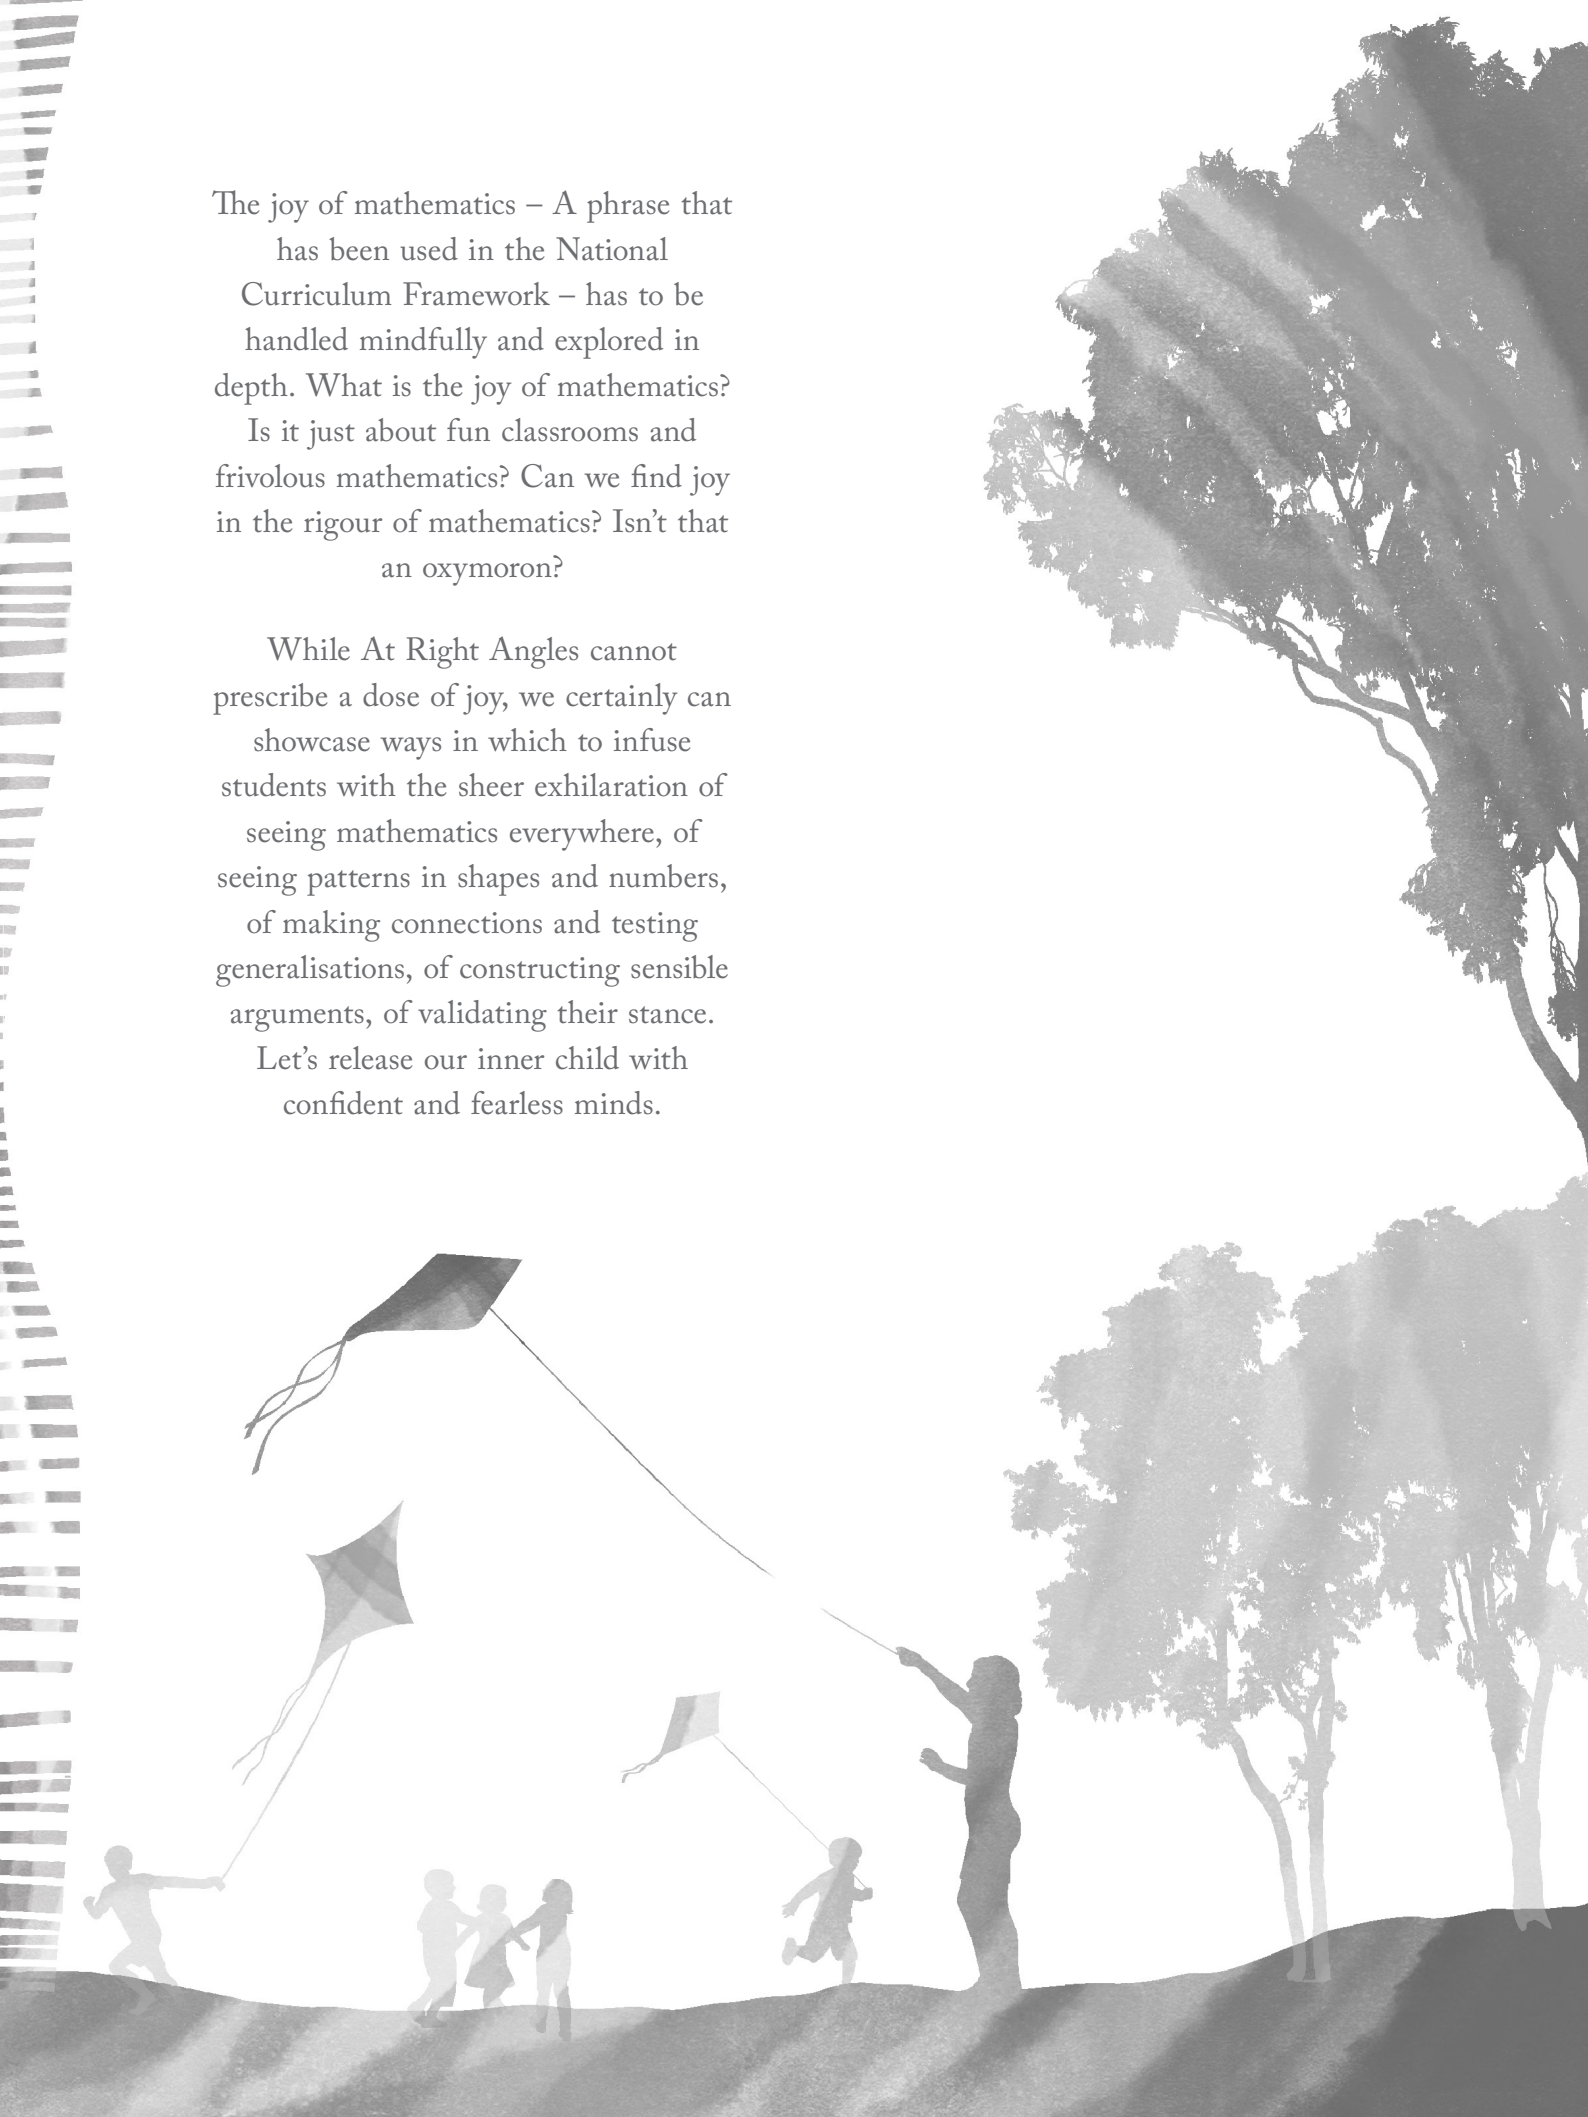 The joy of mathematics – A phrase that
has been used in the National
Curriculum Framework – has to be
handled mindfully and explored in
depth. What is the joy of mathematics?
Is it just about fun classrooms and
frivolous mathematics? Can we find joy
in the rigour of mathematics? Isn’t that
an oxymoron?
While At Right Angles cannot
prescribe a dose of joy, we certainly can
showcase ways in which to infuse
students with the sheer exhilaration of
seeing mathematics everywhere, of
seeing patterns in shapes and numbers,
of making connections and testing
generalisations, of constructing sensible
arguments, of validating their stance.
Let’s release our inner child with
confident and fearless minds.